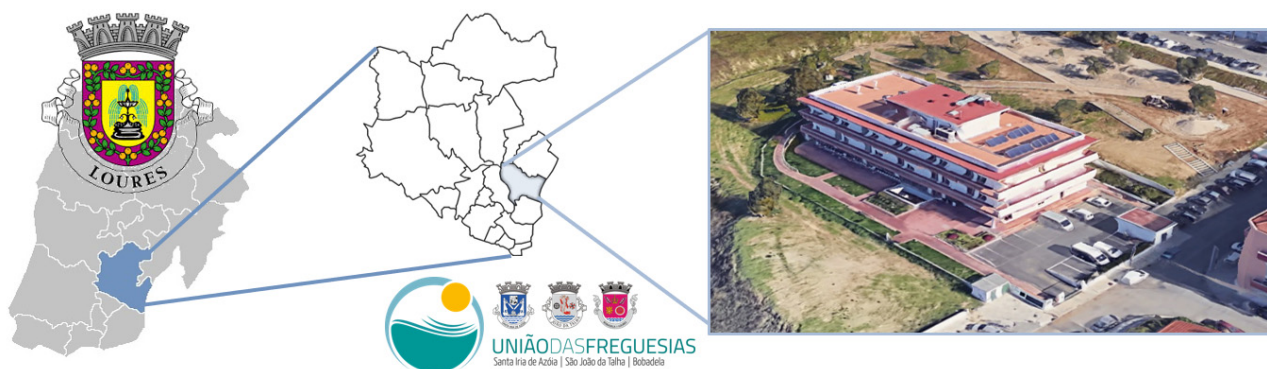 LOURES
UNIÃODASFREGUESIAS
Santa Iria de Azóia | São João da Talha | Bobadela